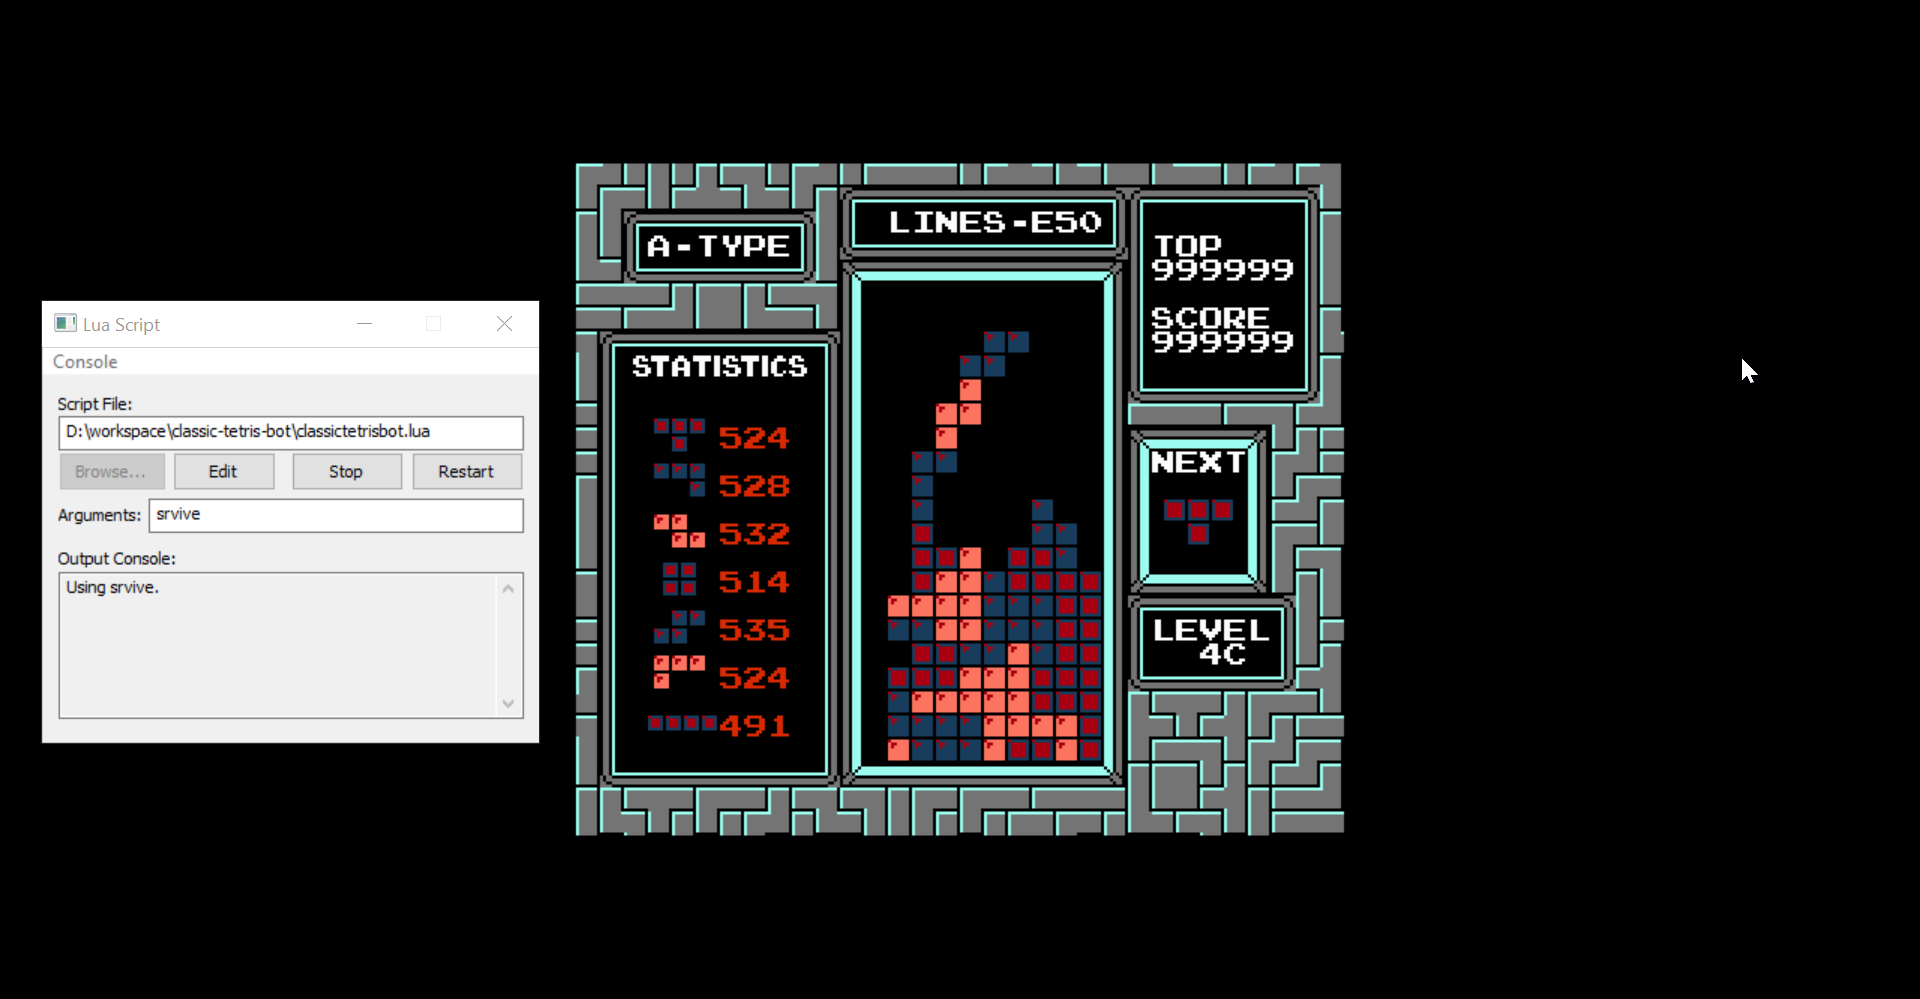 Lua Script
Console
Script File:
D:\workspace\classic-tetris-bot\classictetrisbot.lua
Browse...
Edit
Stop
Restart
Arguments:
srvive
Output Console:
Using srvive.
A-TYPE
STATISTICS
524
528
532
514
535
524
491
LINES-E50
TOP
999999
SCORE
999999
NEXT
LEVEL
4C